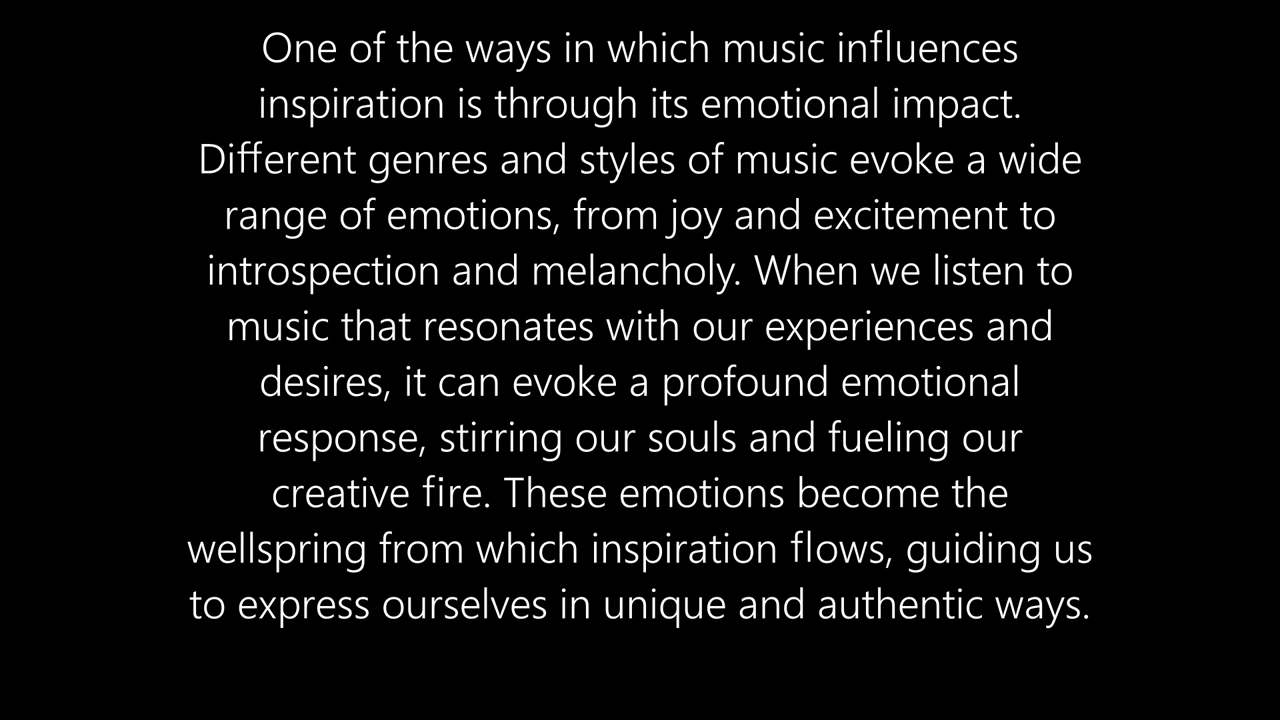 One of the ways in which music influences
inspiration is through its emotional impact.
Different genres and styles of music evoke a wide
range of emotions, from joy and excitement to
introspection and melancholy. When we listen to
music that resonates with our experiences and
desires, it can evoke a profound emotional
response, stirring our souls and fueling our
creative fire. These emotions become the
wellspring from which inspiration flows, guiding us
to express ourselves in unique and authentic ways.